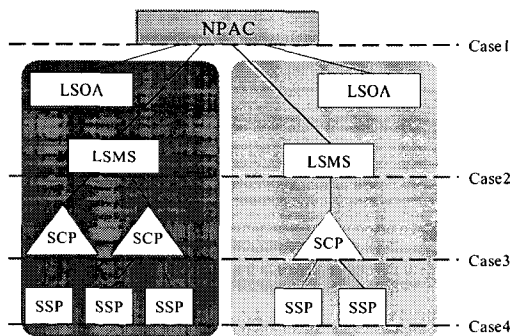 NPAC
Case1
LSOA LSOA
LSMS LSMS
Case2
SCP SCP SCP
Case3
SSP SSP SSP SSP SSP
Case4